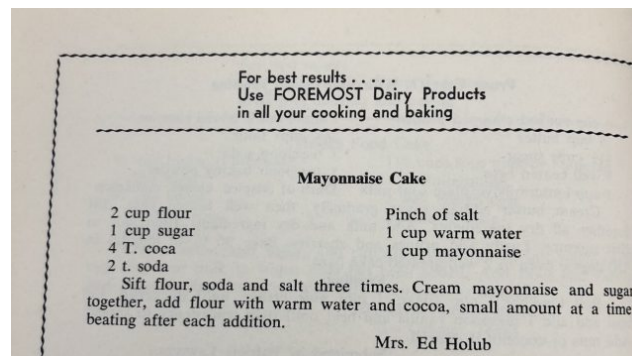 For best results . . . . .
Use FOREMOST Dairy Products
in all your cooking and baking
Mayonnaise Cake
2 cup flour
1 cup sugar
4 T. coca
2 t. soda
Pinch of salt
1 cup warm water
1 cup mayonnaise
Sift flour, soda and salt three times. Cream mayonnaise and sugar
together, add flour with warm water and cocoa, small amount at a time
beating after each addition.
Mrs. Ed Holub